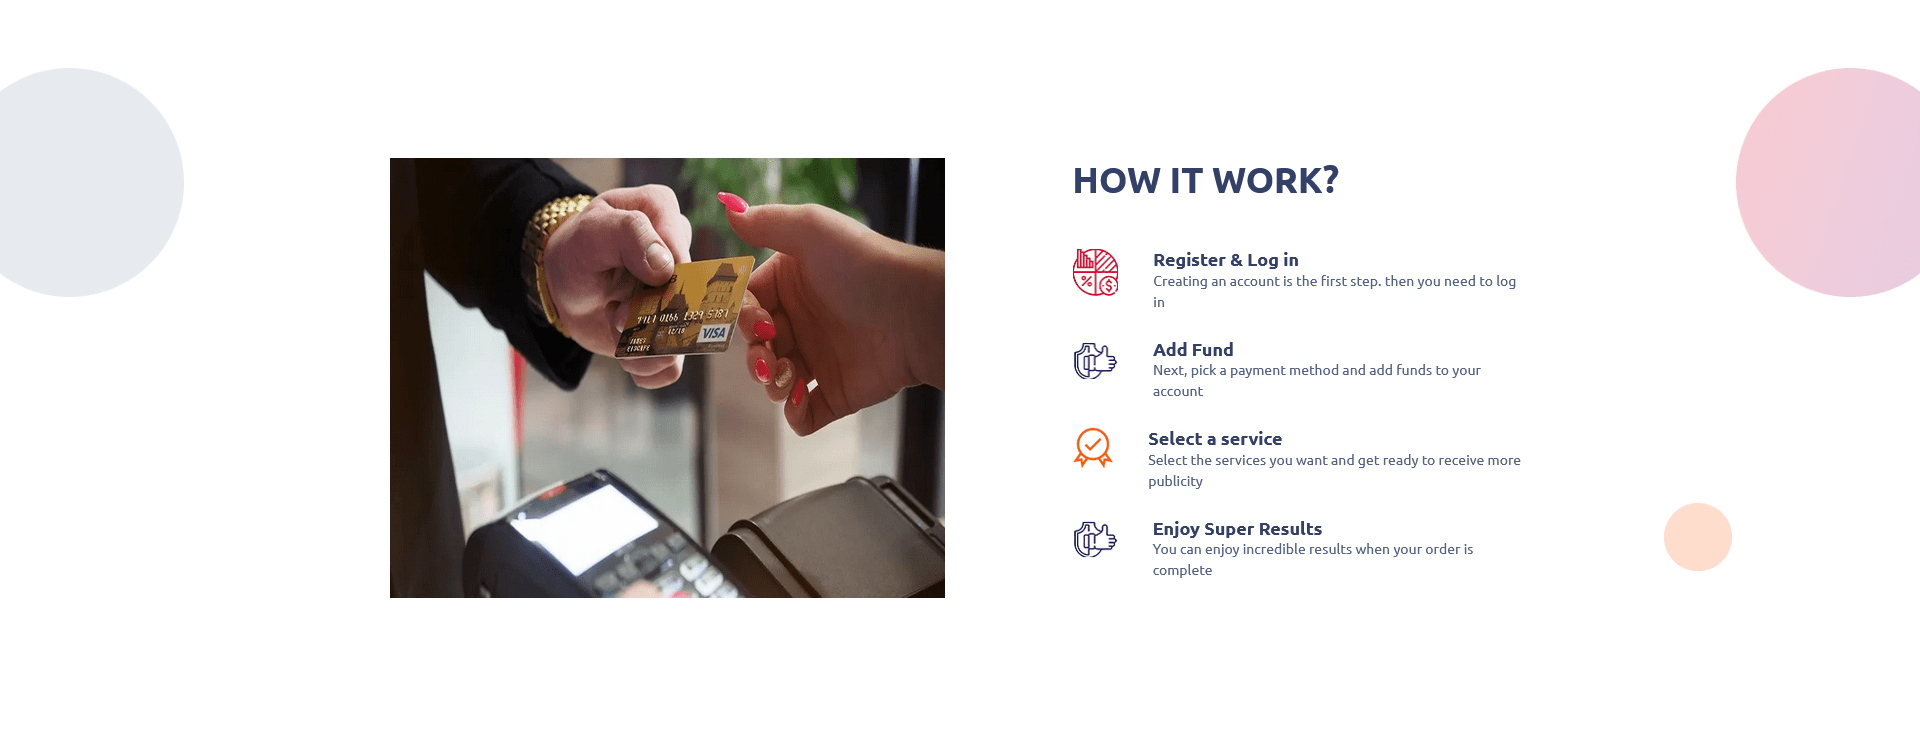 HOW IT WORK?
Register & Log in
Creating an account is the first step. then you need to log
in
Add Fund
Next, pick a payment method and add funds to your
account
Select a service
Select the services you want and get ready to receive more
publicity
Enjoy Super Results
You can enjoy incredible results when your order is
complete
VISA